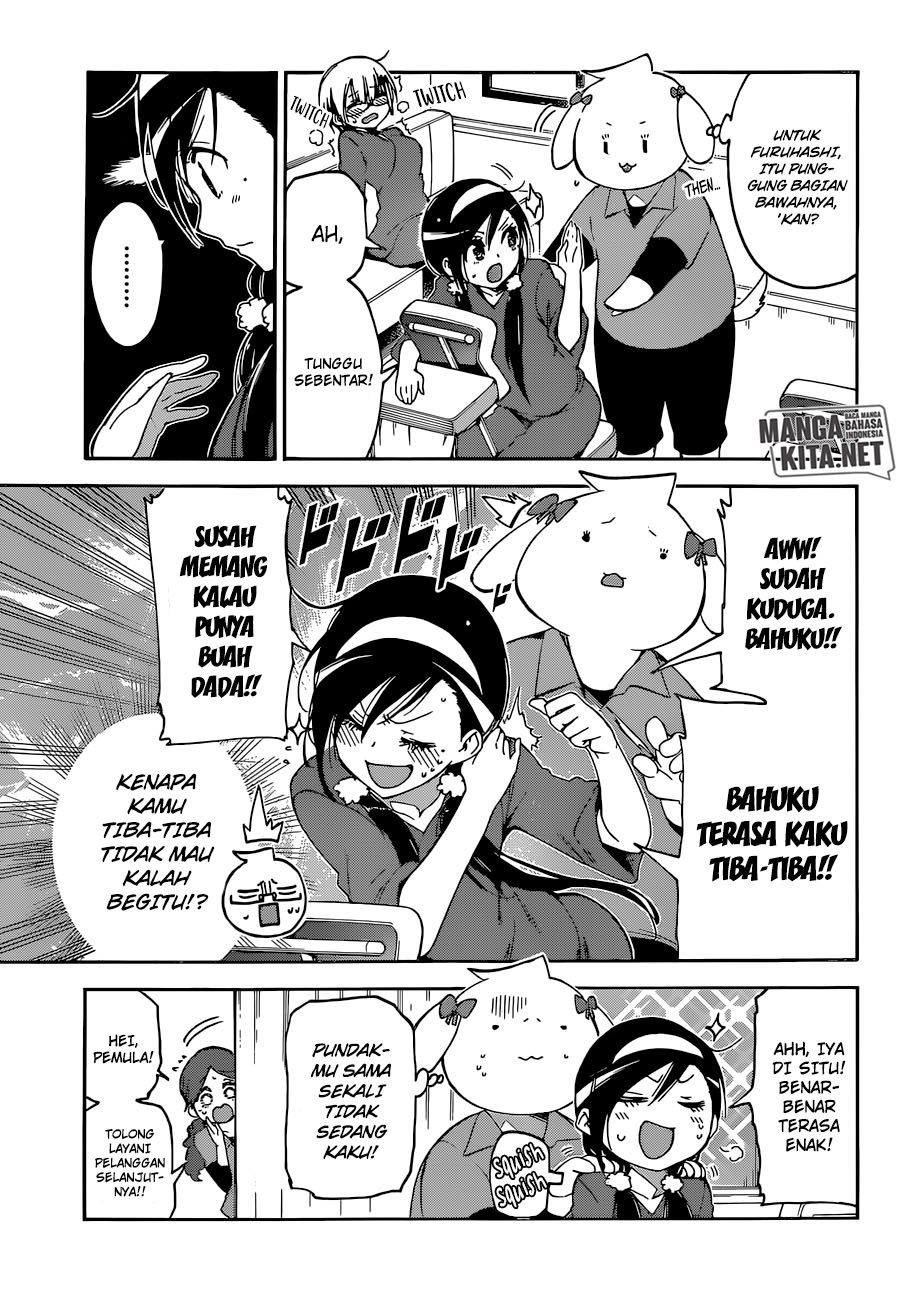 UNTUK
FURUHASHI,
ITU PUNG-
GUNG BAGIAN
BAWAHNYA,
'KAN?
THEN...
TWITCH
TWITCH
AH,
TUNGGU
SEBENTAR!
.........
MANGA
KITA.NET
BACA MANGA
BAHASA
INDONESIA
AWW!
SUDAH
KUDUGA.
BAHUKU!!
BAHUKU
TERASA KAKU
TIBA-TIBA!!
ドドドド
SUSAH
MEMANG
KALAU
PUNYA
BUAH
DADA!!
KENAPA
KAMU
TIBA-TIBA
TIDAK MAU
KALAH
BEGITU!?
AHH, IYA
DI SITU!
BENAR-
BENAR
TERASA
ENAK!
SQUISH
SQUISH
PUNDAK-
MU SAMA
SEKALI
TIDAK
SEDANG
KAKU!
HEI,
PEMULA!
TOLONG
LAYANI
PELANGGAN
SELANJUT-
NYA!!